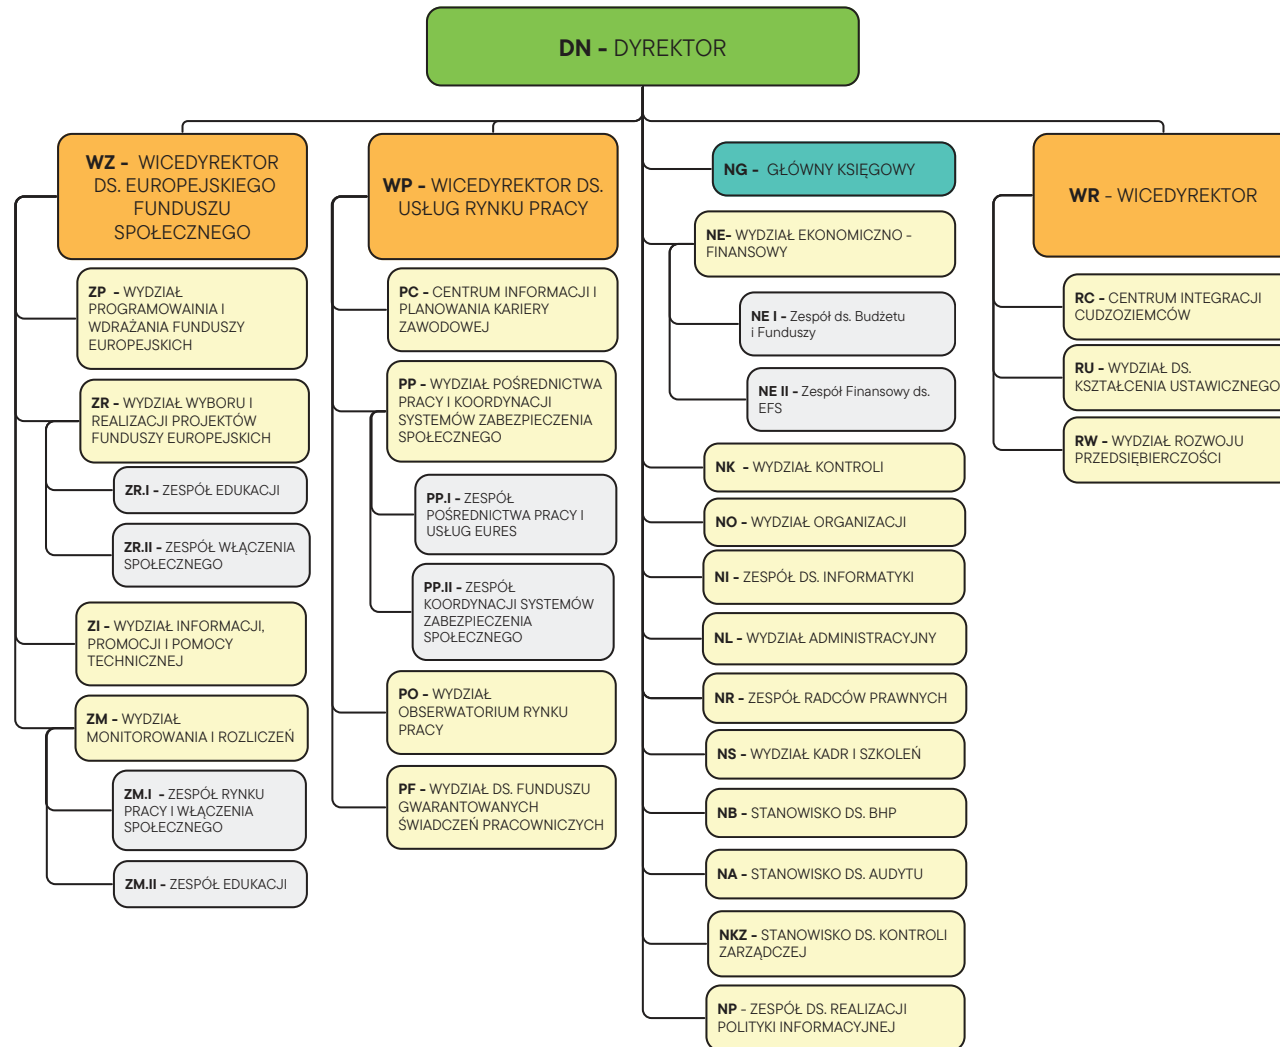 DN - DYREKTOR
WZ - WICEDYREKTOR
DS. EUROPEJSKIEGO
FUNDUSZU
SPOŁECZNEGO
ZP - WYDZIAŁ
PROGRAMOWAINIA I
WDRAŻANIA FUNDUSZY
EUROPEJSKICH
ZR - WYDZIAŁ WYBORU I
REALIZACJI PROJEKTÓW
FUNDUSZY EUROPEJSKICH
ZR.I - ZESPÓŁ EDUKACJI
ZR.II - ZESPÓŁ WŁĄCZENIA
SPOŁECZNEGO
ZI - WYDZIAŁ INFORMACJI,
PROMOCJI I POMOCY
TECHNICZNEJ
ZM - WYDZIAŁ
MONITOROWANIA I ROZLICZEŃ
ZM.I - ZESPÓŁ RYNKU
PRACY I WŁĄCZENIA
SPOŁECZNEGO
ZM.II - ZESPÓŁ EDUKACJI
WP - WICEDYREKTOR DS.
USŁUG RYNKU PRACY
PC - CENTRUM INFORMACJI I
PLANOWANIA KARIERY
ZAWODOWEJ
PP - WYDZIAŁ POŚREDNICTWA
PRACY I KOORDYNACJI
SYSTEMÓW ZABEZPIECZENIA
SPOŁECZNEGO
PP.I - ZESPÓŁ
POŚREDNICTWA PRACY I
USŁUG EURES
PP.II - ZESPÓŁ
KOORDYNACJI SYSTEMÓW
ZABEZPIECZENIA
SPOŁECZNEGO
PO - WYDZIAŁ
OBSERWATORIUM RYNKU
PRACY
PF - WYDZIAŁ DS. FUNDUSZU
GWARANTOWANYCH
ŚWIADCZEŃ PRACOWNICZYCH
NG - GŁÓWNY KSIĘGOWY
NE- WYDZIAŁ EKONOMICZNO -
FINANSOWY
NE I - Zespół ds. Budżetu
i Funduszy
NE II - Zespół Finansowy ds.
EFS
NK - WYDZIAŁ KONTROLI
NO - WYDZIAŁ ORGANIZACJI
NI - ZESPÓŁ DS. INFORMATYKI
NL - WYDZIAŁ ADMINISTRACYJNY
NR - ZESPÓŁ RADCÓW PRAWNYCH
NS - WYDZIAŁ KADR I SZKOLEŃ
NB - STANOWISKO DS. BHP
NA - STANOWISKO DS. AUDYTU
NKZ - STANOWISKO DS. KONTROLI
ZARZĄDCZEJ
NP - ZESPÓŁ DS. REALIZACJI
POLITYKI INFORMACYJNEJ
WR - WICEDYREKTOR
RC - CENTRUM INTEGRACJI
CUDZOZIEMCÓW
RU - WYDZIAŁ DS.
KSZTAŁCENIA USTAWICZNEGO
RW - WYDZIAŁ ROZWOJU
PRZEDSIĘBIERCZOŚCI